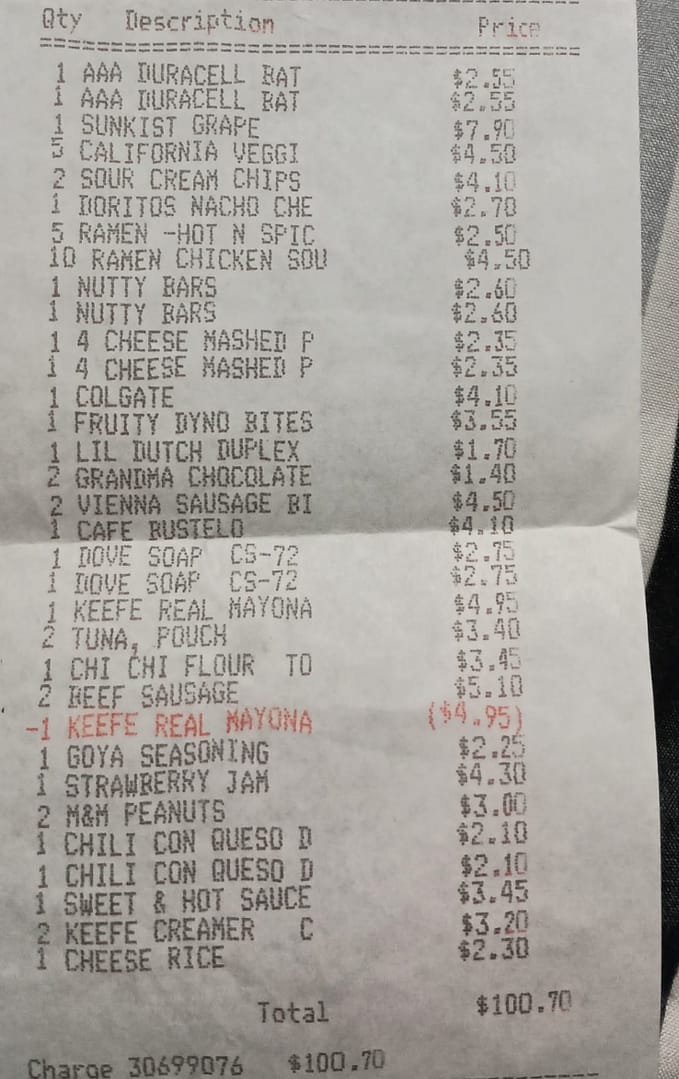 Qty Description Price
1 AAA DURACELL BAT $2.55
1 AAA DURACELL BAT $2.55
1 SUNKIST GRAPE $7.90
5 CALIFORNIA VEGGI $4.50
2 SOUR CREAM CHIPS $4.10
1 DORITOS NACHO CHE $2.70
5 RAMEN -HOT N SPIC $2.50
10 RAMEN CHICKEN SOU $4.50
1 NUTTY BARS $2.60
1 NUTTY BARS $2.60
1 4 CHEESE MASHED P $2.35
1 4 CHEESE MASHED P $2.35
1 COLGATE $4.10
1 FRUITY DYNO BITES $3.55
1 LIL DUTCH DUPLEX $1.70
2 GRANDMA CHOCOLATE $1.40
2 VIENNA SAUSAGE BI $4.50
1 CAFE BUSTELO $4.10
1 DOVE SOAP CS-72 $2.75
1 DOVE SOAP CS-72 $2.75
1 KEEFE REAL MAYONA $4.95
2 TUNA, POUCH $3.40
1 CHI CHI FLOUR TO $3.45
2 BEEF SAUSAGE $5.10
-1 KEEFE REAL MAYONA ($4.95)
1 GOYA SEASONING $2.25
1 STRAWBERRY JAM $4.30
2 M&M PEANUTS $3.00
1 CHILI CON QUESO D $2.10
1 CHILI CON QUESO D $2.10
1 SWEET & HOT SAUCE $3.45
2 KEEFE CREAMER C $3.20
1 CHEESE RICE $2.30
Total $100.70
Charge 30699076 $100.70